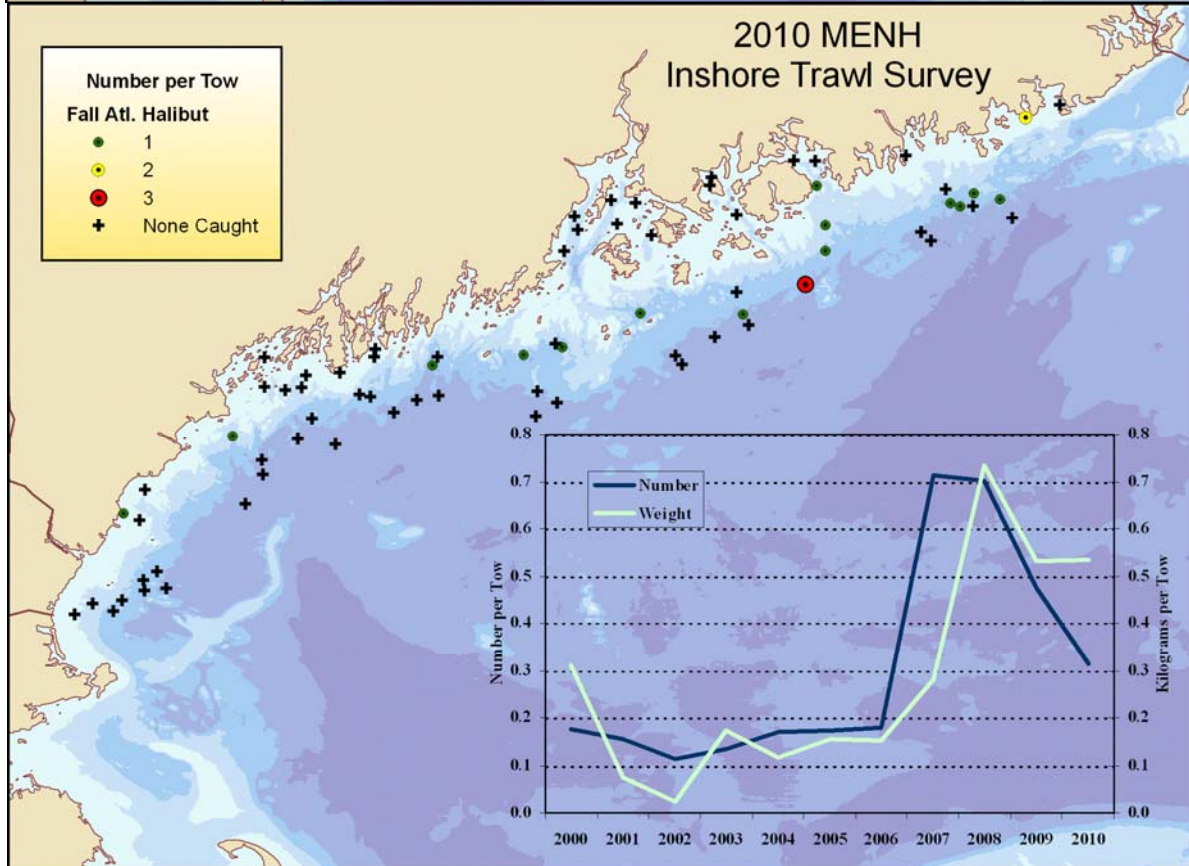 2010 MENH
Inshore Trawl Survey
Number per Tow
Fall Atl. Halibut
1
2
3
None Caught
Number
Weight
Number per Tow
Kilograms per Tow
0.8
0.7
0.6
0.5
0.4
0.3
0.2
0.1
0.0
0.8
0.7
0.6
0.5
0.4
0.3
0.2
0.1
0.0
2000 2001 2002 2003 2004 2005 2006 2007 2008 2009 2010